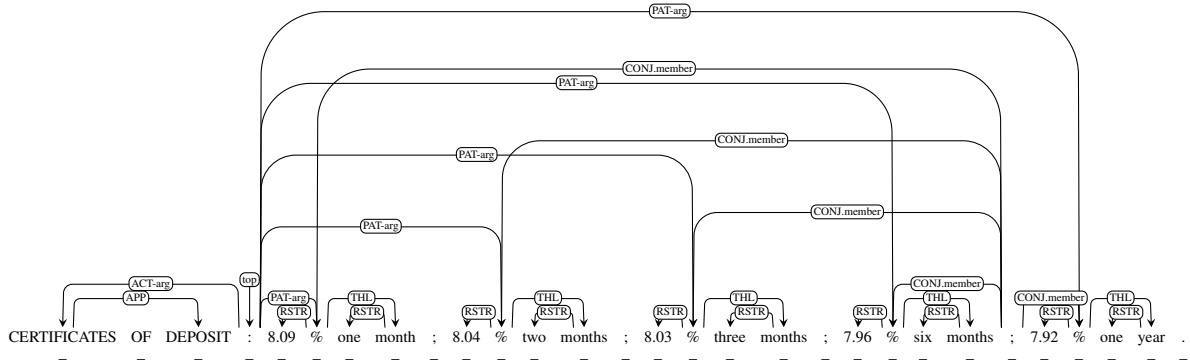 PAT-arg
CONJ.member
PAT-arg
CONJ.member
PAT-arg
CONJ.member
PAT-arg
top
ACT-arg CONJ.member
APP PAT-arg THL THL THL THL CONJ.member THL
RSTR RSTR RSTR RSTR RSTR RSTR RSTR RSTR RSTR RSTR
CERTIFICATES OF DEPOSIT : 8.09 % one month ; 8.04 % two months ; 8.03 % three months ; 7.96 % six months ; 7.92 % one year .
_ _ _ _ _ _ _ _ _ _ _ _ _ _ _ _ _ _ _ _ _ _ _ _ _ _ _ _